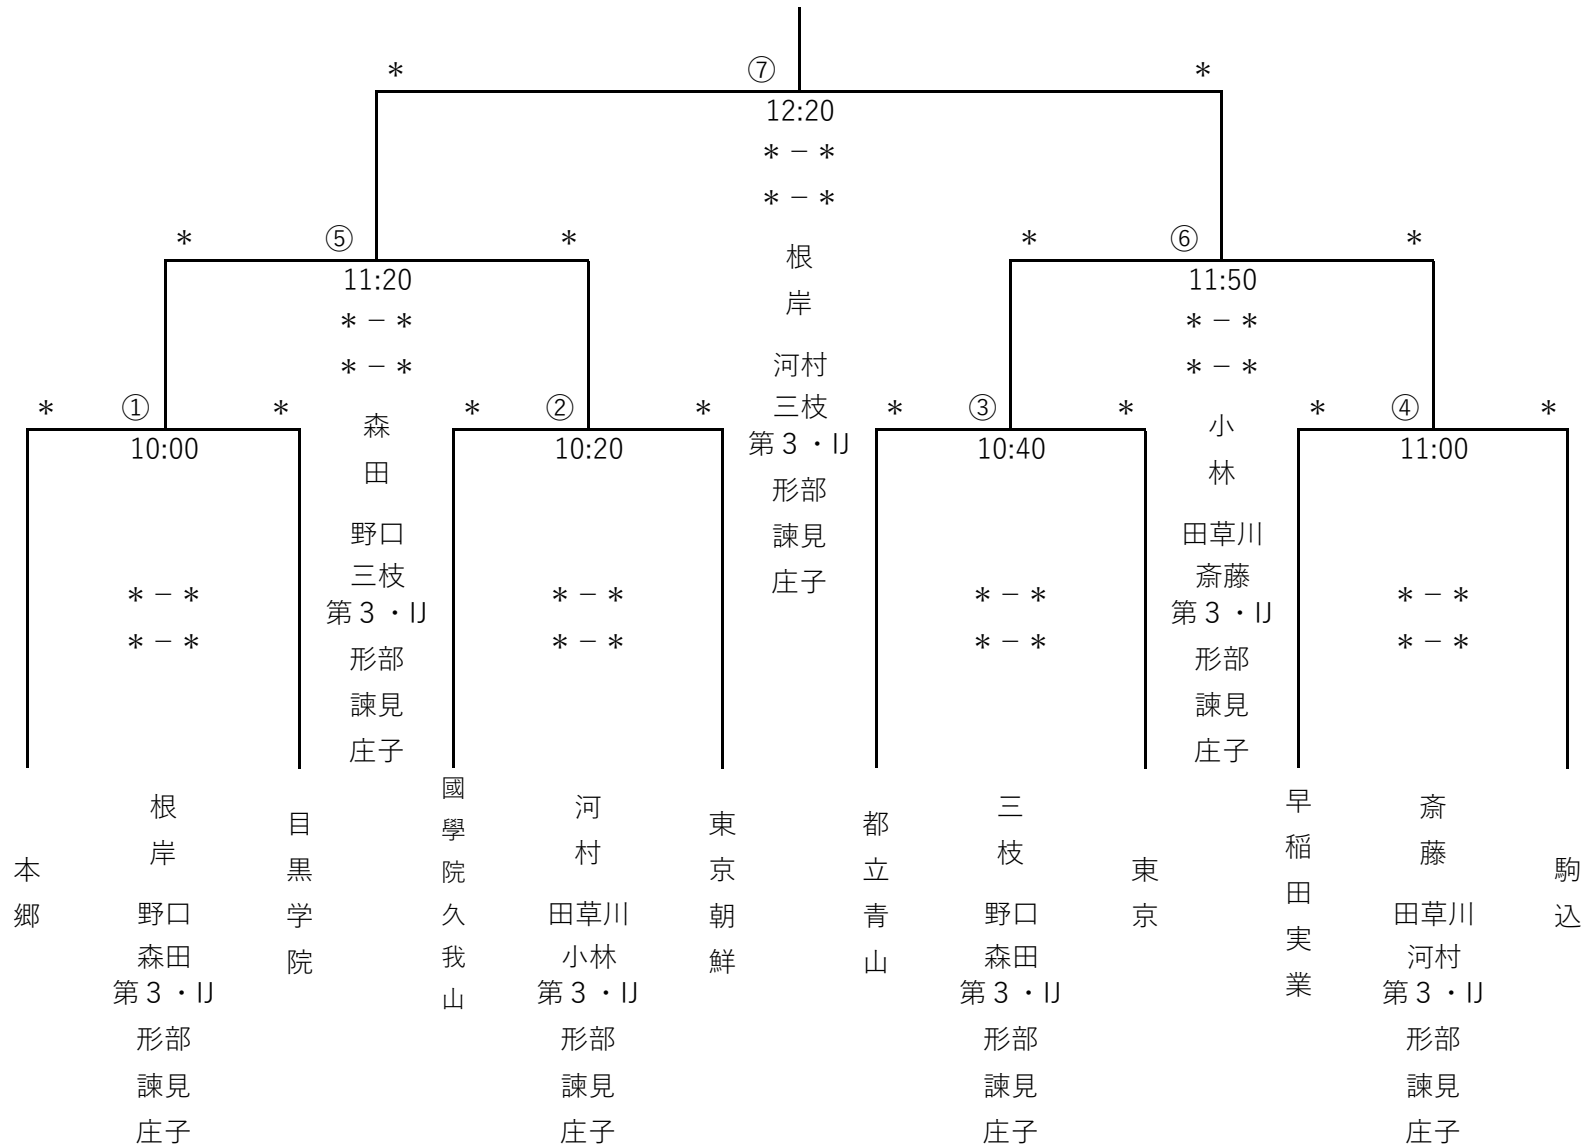 * ⑦ *
12:20
* − *
* − *
根岸
河村
三枝
第３・IJ
形部
諫見
庄子
* ⑤ *
11:20
* − *
* − *
森田
野口
三枝
第３・IJ
形部
諫見
庄子
* ⑥ *
11:50
* − *
* − *
小林
田草川
斎藤
第３・IJ
形部
諫見
庄子
* ① *
10:00
* − *
* − *
本郷
根岸
野口
森田
第３・IJ
形部
諫見
庄子
目黒学院
* ② *
10:20
* − *
* − *
國學院久我山
河村
田草川
小林
第３・IJ
形部
諫見
庄子
東京朝鮮
* ③ *
10:40
* − *
* − *
都立青山
三枝
野口
森田
第３・IJ
形部
諫見
庄子
東京
* ④ *
11:00
* − *
* − *
早稲田実業
斎藤
田草川
河村
第３・IJ
形部
諫見
庄子
駒込